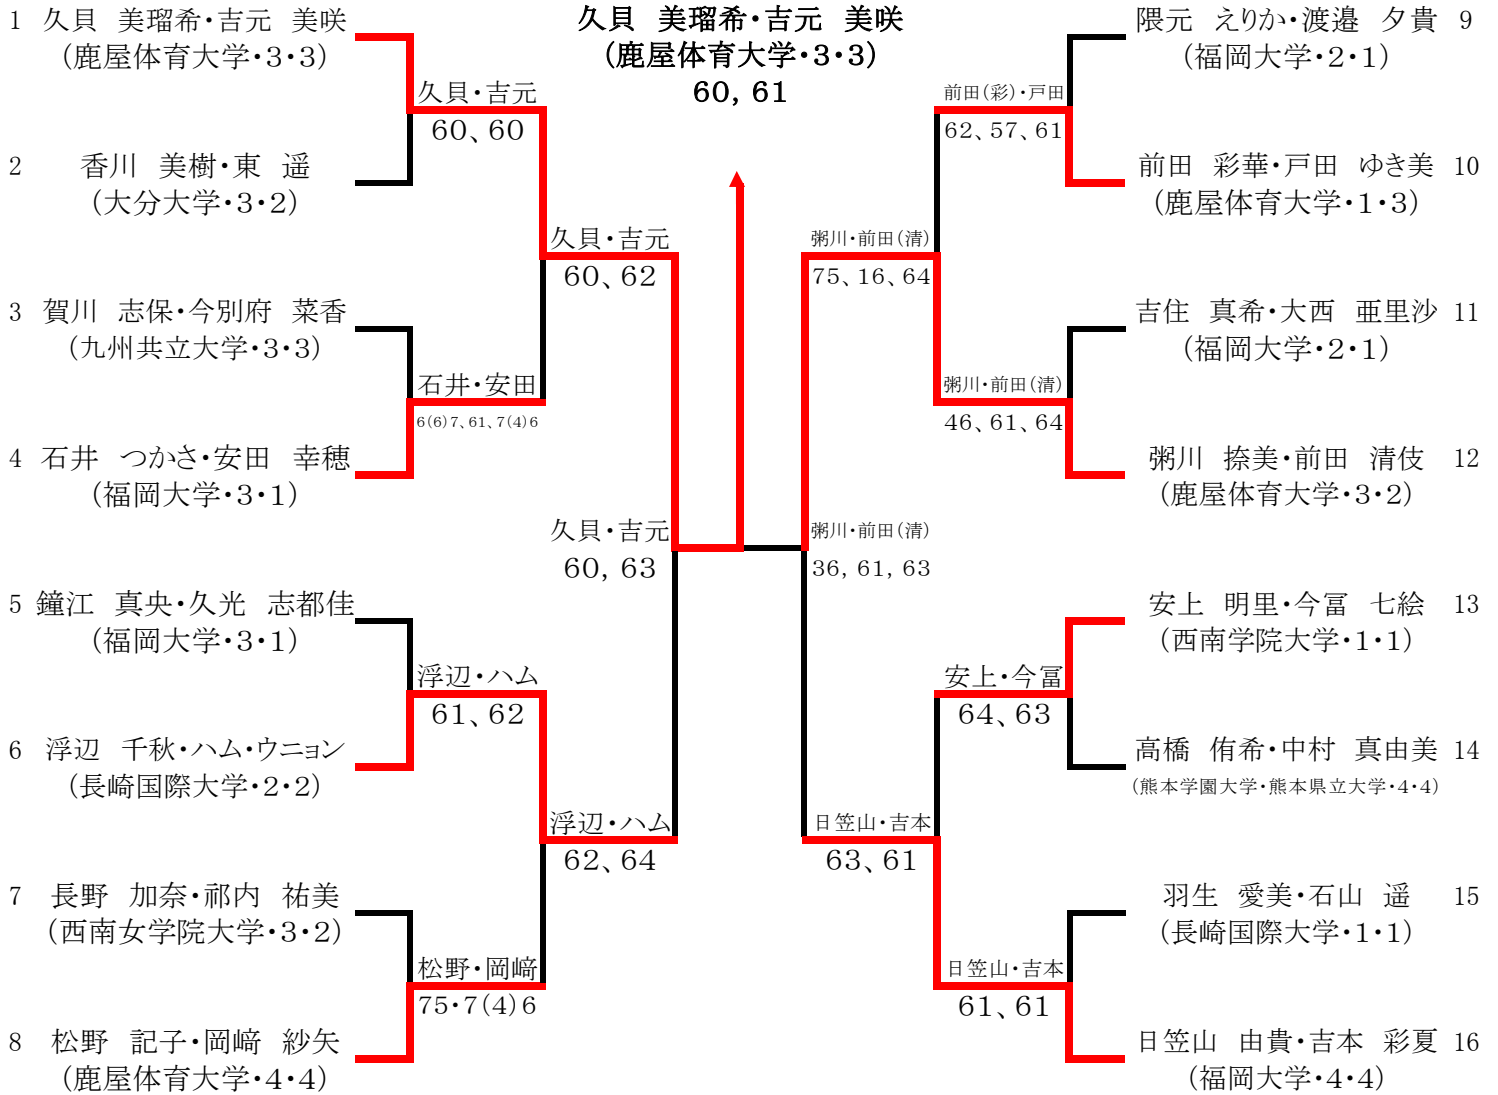 久貝 美瑠希・吉元 美咲
(鹿屋体育大学・3・3)
60, 61
1 久貝 美瑠希・吉元 美咲
(鹿屋体育大学・3・3)
久貝・吉元
60、60
2 香川 美樹・東 遥
(大分大学・3・2)
久貝・吉元
60、62
3 賀川 志保・今別府 菜香
(九州共立大学・3・3)
石井・安田
6(6)7、61、7(4)6
4 石井 つかさ・安田 幸穂
(福岡大学・3・1)
久貝・吉元
60, 63
5 鐘江 真央・久光 志都佳
(福岡大学・3・1)
浮辺・ハム
61、62
6 浮辺 千秋・ハム・ウニョン
(長崎国際大学・2・2)
浮辺・ハム
62、64
7 長野 加奈・祁内 祐美
(西南女学院大学・3・2)
松野・岡﨑
75・7(4)6
8 松野 記子・岡﨑 紗矢
(鹿屋体育大学・4・4)
隈元 えりか・渡邉 夕貴 9
(福岡大学・2・1)
前田(彩)・戸田
62、57、61
前田 彩華・戸田 ゆき美 10
(鹿屋体育大学・1・3)
粥川・前田(清)
75、16、64
吉住 真希・大西 亜里沙 11
(福岡大学・2・1)
粥川・前田(清)
46、61、64
粥川 捺美・前田 清伎 12
(鹿屋体育大学・3・2)
粥川・前田(清)
36, 61, 63
安上 明里・今冨 七絵 13
(西南学院大学・1・1)
安上・今冨
64、63
高橋 侑希・中村 真由美 14
(熊本学園大学・熊本県立大学・4・4)
日笠山・吉本
63、61
羽生 愛美・石山 遥 15
(長崎国際大学・1・1)
日笠山・吉本
61、61
日笠山 由貴・吉本 彩夏 16
(福岡大学・4・4)